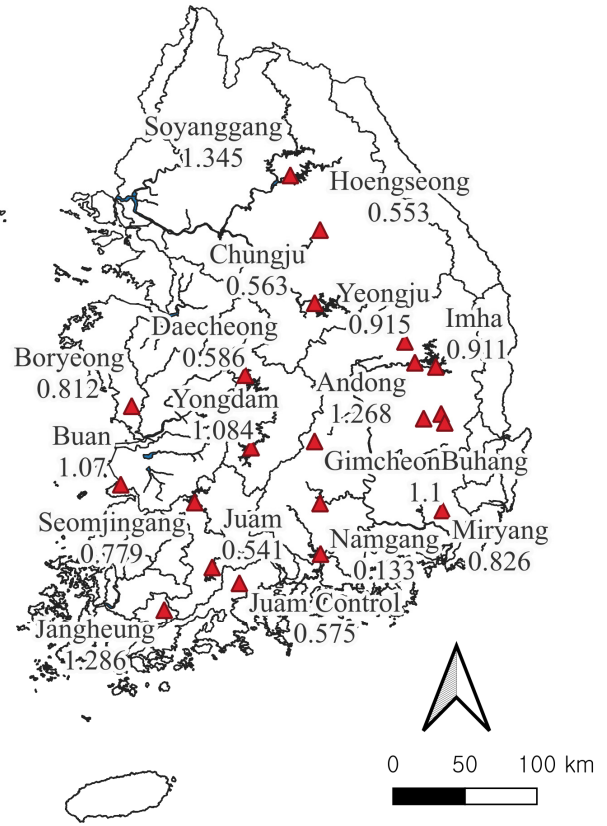 Soyanggang
1.345
Hoengseong
0.553
Chungju
0.563
Yeongju
0.915
Imha
0.911
Daecheong
0.586
Boryeong
0.812
Andong
1.268
Yongdam
1.084
Buan
1.07
GimcheonBuhang
1.1
Seomjingang
0.779
Juam
0.541
Namgang
0.133
Miryang
0.826
Juam Control
0.575
Jangheung
1.286
0 50 100 km